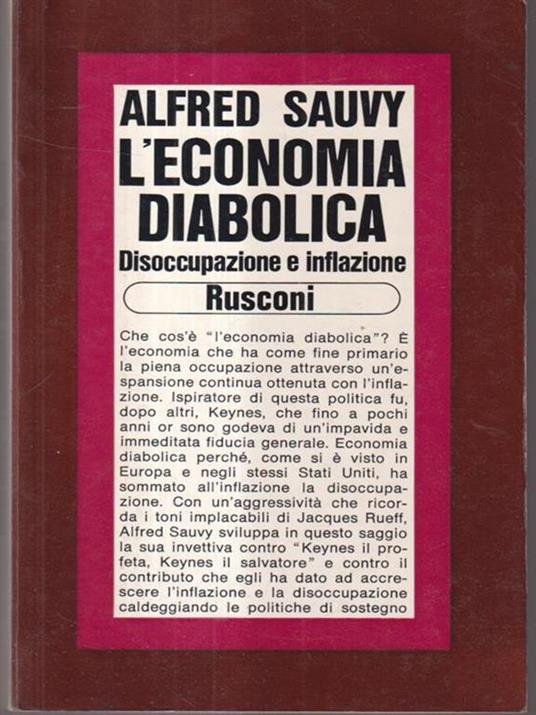 ALFRED SAUVY
L'ECONOMIA
DIABOLICA
Disoccupazione e inflazione
Rusconi
Che cos'è "l'economia diabolica"? È
l'economia che ha come fine primario
la piena occupazione attraverso un'e-
spansione continua ottenuta con l'infla-
zione. Ispiratore di questa politica fu,
dopo altri, Keynes, che fino a pochi
anni or sono godeva di un'impavida e
immeditata fiducia generale. Economia
diabolica perché, come si è visto in
Europa e negli stessi Stati Uniti, ha
sommato all'inflazione la disoccupa-
zione. Con un'aggressività che ricor-
da i toni implacabili di Jacques Rueff,
Alfred Sauvy sviluppa in questo saggio
la sua invettiva contro "Keynes il pro-
feta, Keynes il salvatore" e contro il
contributo che egli ha dato ad accre-
scere l'inflazione e la disoccupazione
caldeggiando le politiche di sostegno